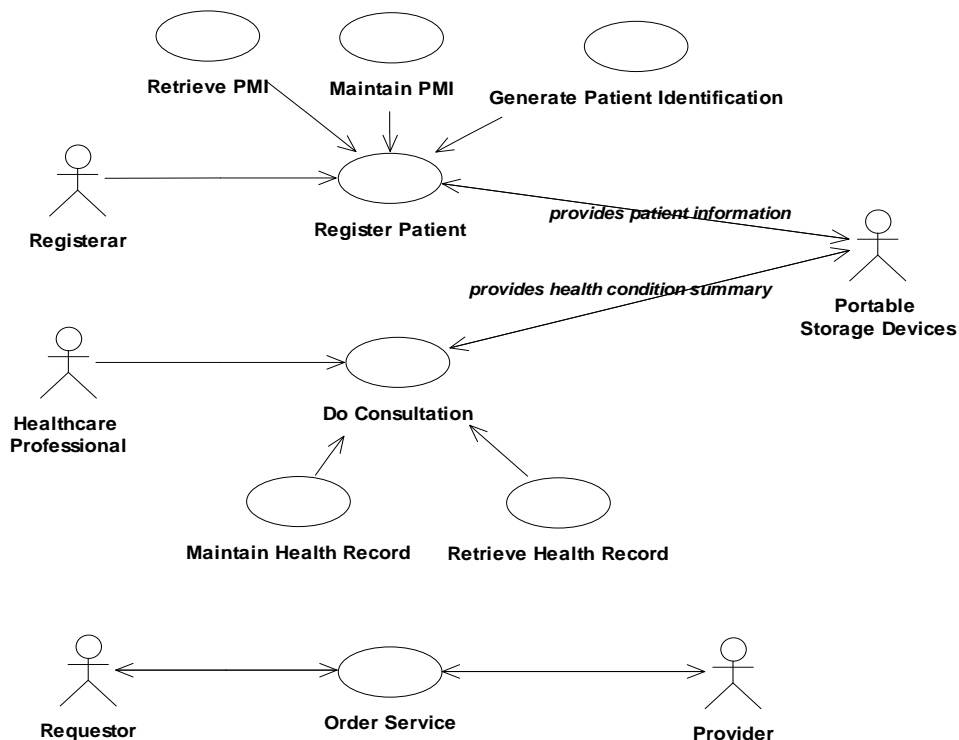 Retrieve PMI
Maintain PMI
Generate Patient Identification
Registerar
Register Patient
provides patient information
provides health condition summary
Portable
Storage Devices
Healthcare
Professional
Do Consultation
Maintain Health Record
Retrieve Health Record
Requestor
Order Service
Provider